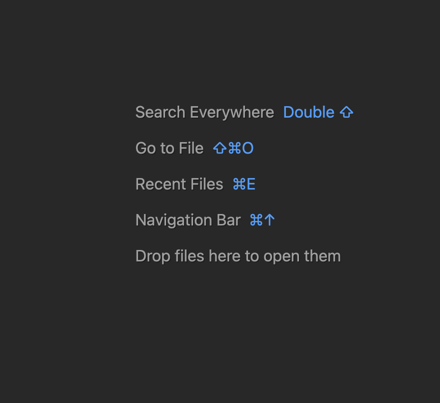 Search Everywhere Double ⇧
Go to File ⇧⌘O
Recent Files ⌘E
Navigation Bar ⌘↑
Drop files here to open them